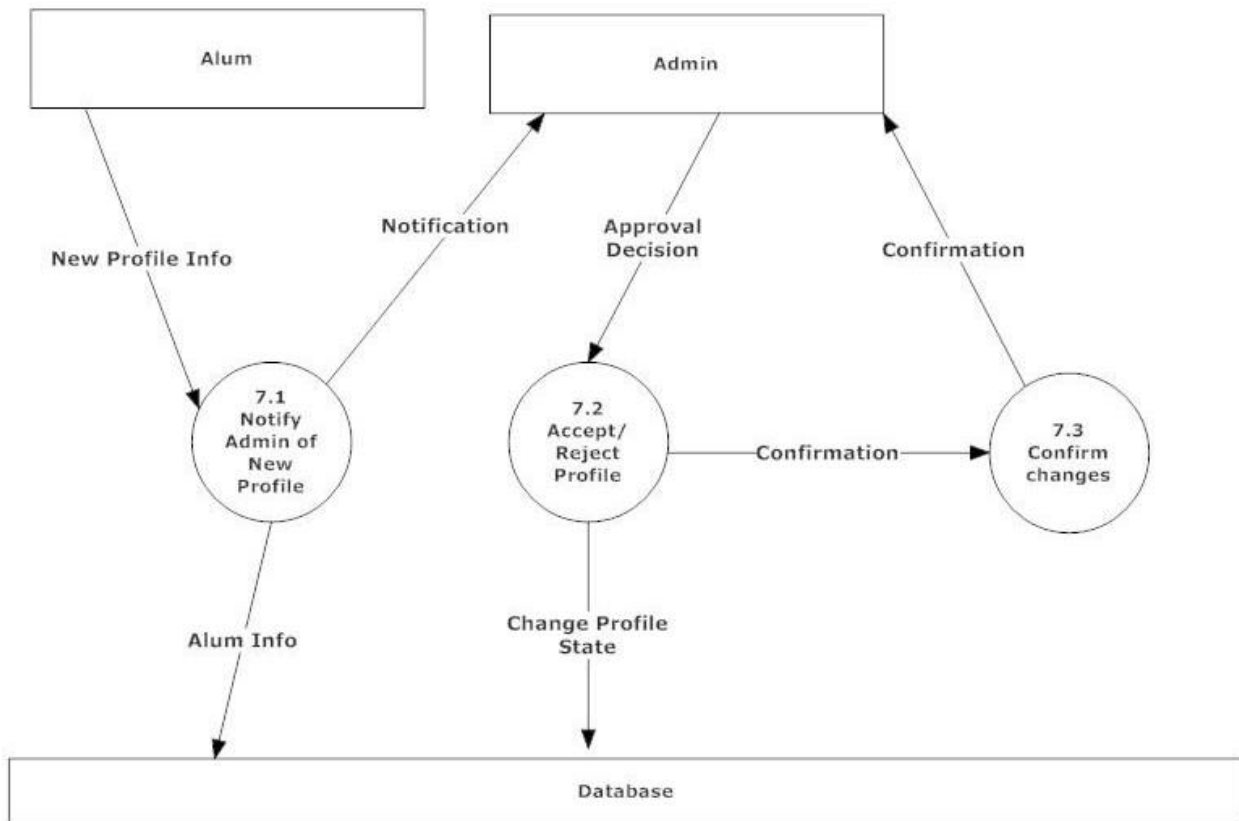 Alum
Admin
Notification
Approval
Decision
Confirmation
New Profile Info
7.1
Notify
Admin of
New
Profile
7.2
Accept/
Reject
Profile
Confirmation
7.3
Confirm
changes
Alum Info
Change Profile
State
Database